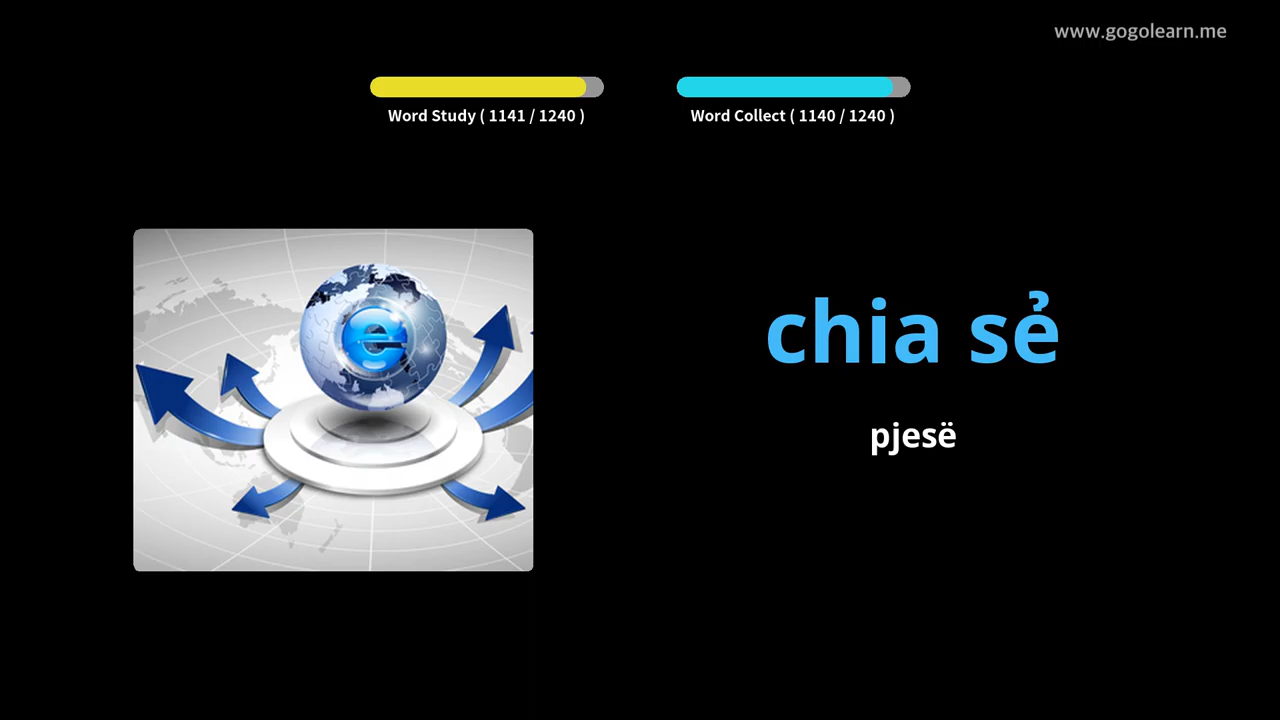 www.gogolearn.me
Word Study ( 1141 / 1240 )
Word Collect ( 1140 / 1240 )
e
chia sẻ
pjesë